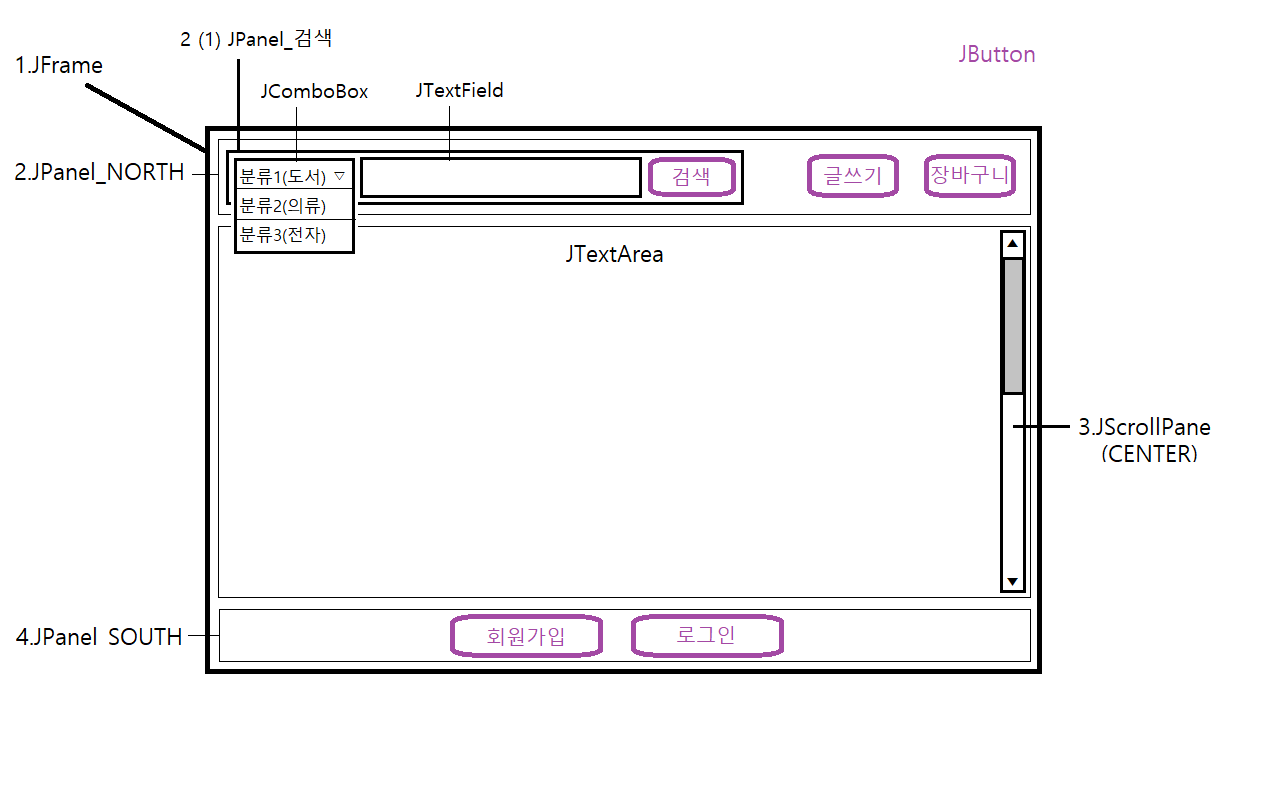 2 (1) JPanel_검색
JButton
1.JFrame
JComboBox
JTextField
2.JPanel_NORTH
분류1(도서) ▽
검색
글쓰기
장바구니
분류2(의류)
분류3(전자)
JTextArea
3.JScrollPane
(CENTER)
4.JPanel SOUTH
회원가입
로그인